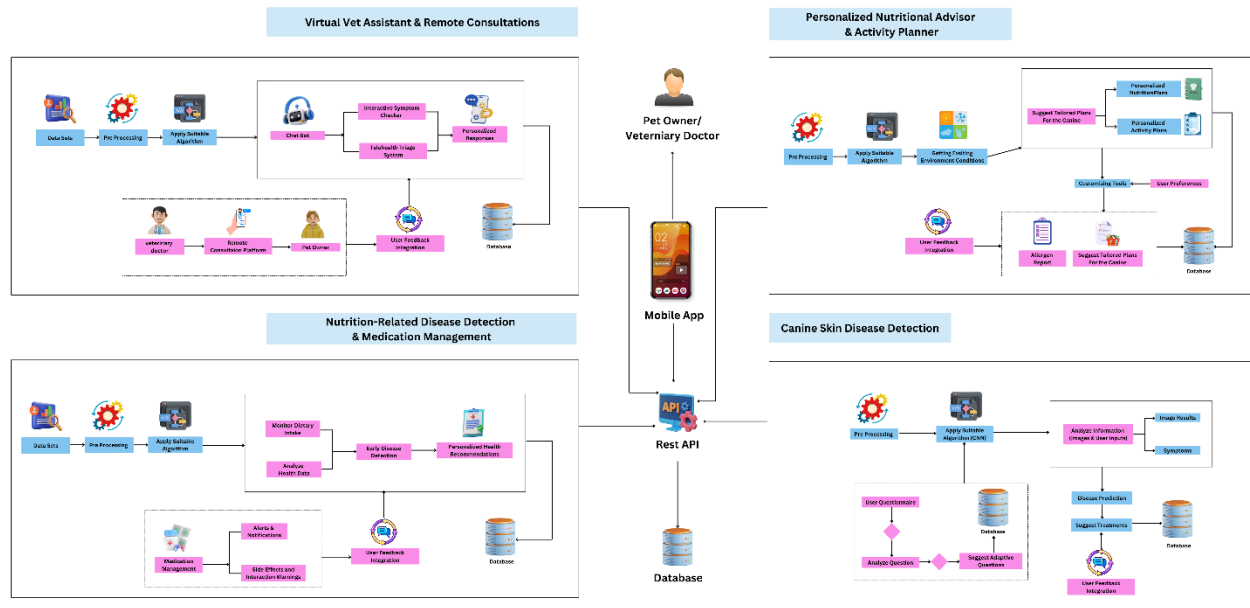 Virtual Vet Assistant & Remote Consultations
Data Sets
Pre Processing
Apply Suitable
Algorithm
Chat Bot
Interactive Symptom
Checker
Telehealth Triage
System
Personalized
Responses
veterinary
doctor
Remote
Consultation Platform
Pet Owner
User Feedback
Integration
Database
Pet Owner/
Veterniary Doctor
Mobile App
Rest API
Database
Personalized Nutritional Advisor
& Activity Planner
Pre Processing
Apply Suitable
Algorithm
Getting Exsiting
Environment Conditions
Suggest Tailored Plans
For the Canine
Personalized
Nutrition Plans
Personalized
Activity Plans
Customizing Tools
User Preferences
User Feedback
Integration
Allergen
Report
Suggest Tailored Plans
For the Canine
Database
Nutrition-Related Disease Detection
& Medication Management
Data Sets
Pre Processing
Apply Suitable
Algorithm
Monitor Dietary
Intake
Analyze
Health Data
Early Disease
Detection
Personalized Health
Recommendations
Medication
Management
Alerts &
Notifications
Side Effects and
Interaction Warnings
User Feedback
Integration
Database
Canine Skin Disease Detection
Pre Processing
Apply Suitable
Algorithm (CNN)
Analyze Information
(Images & User Inputs)
Image Results
Symptoms
User Questionaire
Analyze Question
Suggest Adaptive
Questions
Database
Disease Prediction
Suggest Treatments
Database
User Feedback
Integration